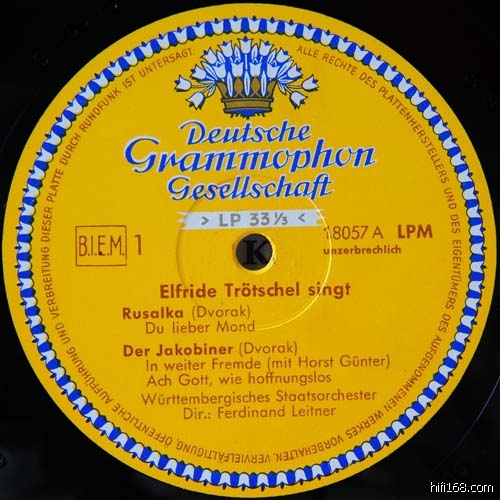 ALLE RECHTE DES PLATTENHERSTELLERS UND DES EIGENTÜMERS DES AUFGENOMMENEN WERKES VORBEHALTEN. VERVIELFÄLTIGUNG ÖFFENTLICHE AUFFÜHRUNG UND VERBREITUNG DIESER PLATTE DURCH RUNDFUNK IST UNTERSAGT.
Deutsche
Grammophon
Gesellschaft
> LP 33 1/3 <
B.I.E.M. 1
18057 A LPM
unzerbrechlich
K
Elfride Trötschel singt
Rusalka (Dvorak)
Du lieber Mond
Der Jakobiner (Dvorak)
In weiter Fremde (mit Horst Günter)
Ach Gott, wie hoffnungslos
Württembergisches Staatsorchester
Dir.: Ferdinand Leitner
hifi168.com